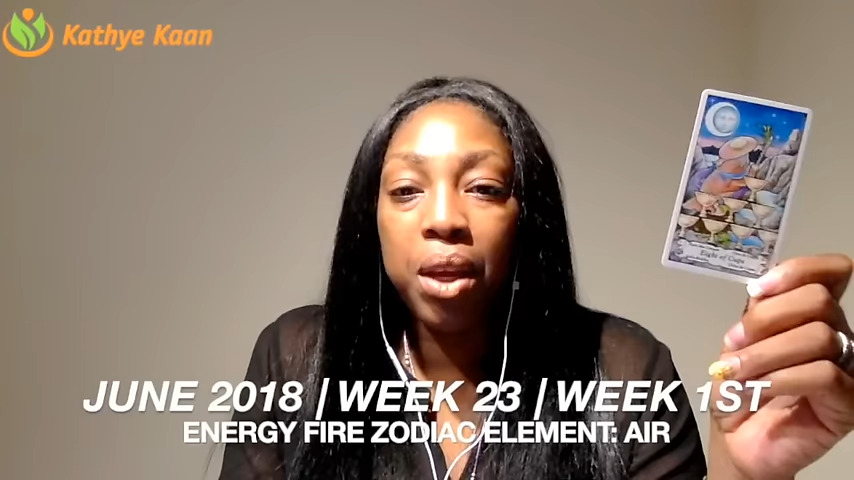 Kathye Kaan
Eight of Cups
JUNE 2018 | WEEK 23 | WEEK 1ST
ENERGY FIRE ZODIAC ELEMENT: AIR